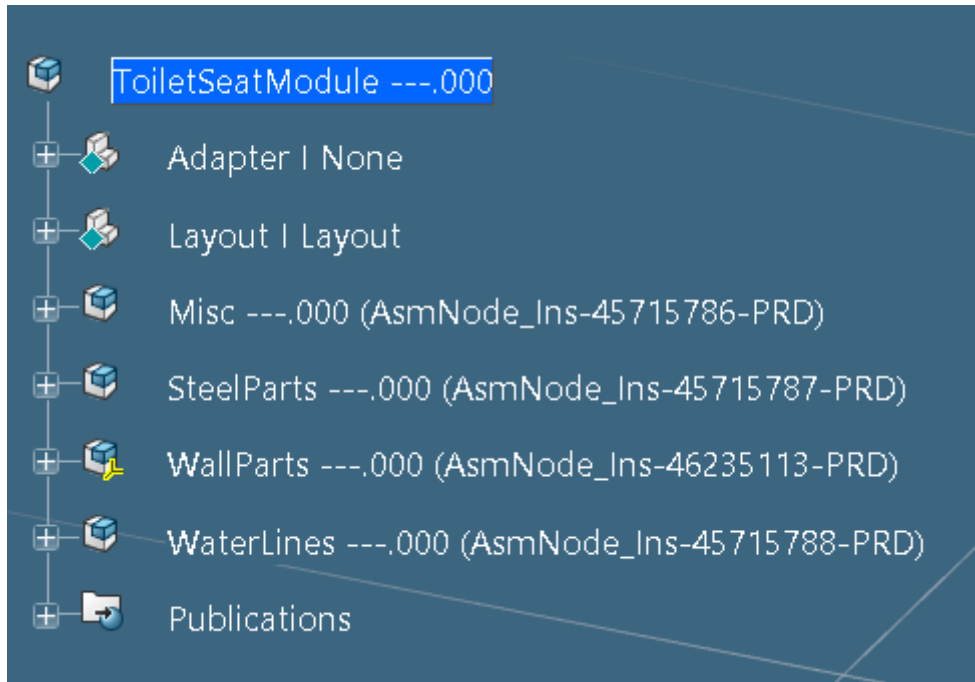 ToiletSeatModule ---.000
Adapter I None
Layout I Layout
Misc ---.000 (AsmNode_Ins-45715786-PRD)
SteelParts ---.000 (AsmNode_Ins-45715787-PRD)
WallParts ---.000 (AsmNode_Ins-46235113-PRD)
WaterLines ---.000 (AsmNode_Ins-45715788-PRD)
Publications